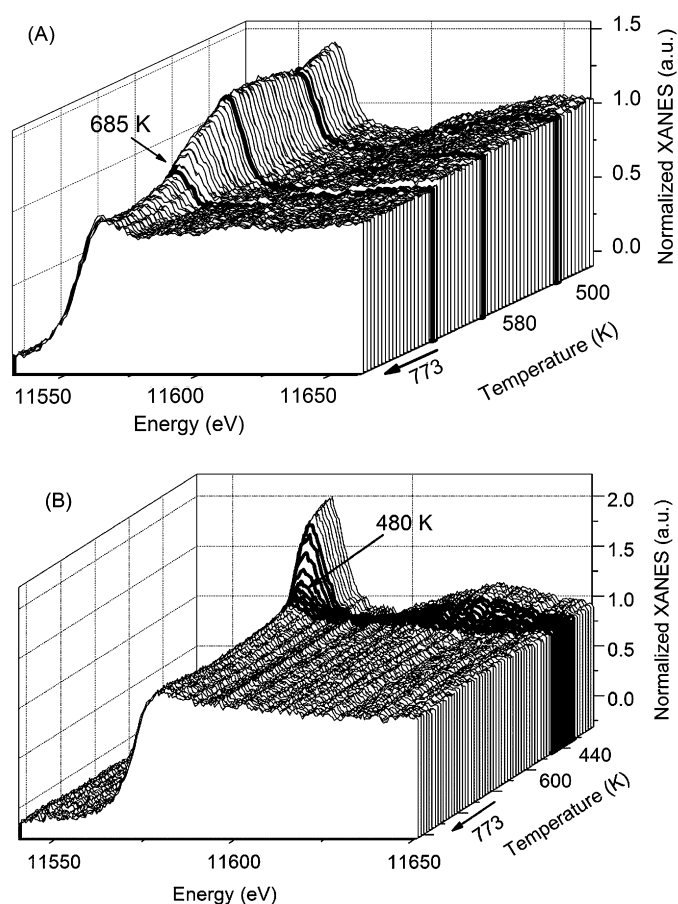 (A)
1.5
1.0
0.5
0.0
Normalized XANES (a.u.)
685 K
500
580
773
Temperature (K)
11550
11600
11650
Energy (eV)
(B)
2.0
1.5
1.0
0.5
0.0
Normalized XANES (a.u.)
480 K
440
600
773
Temperature (K)
11550
11600
11650
Energy (eV)